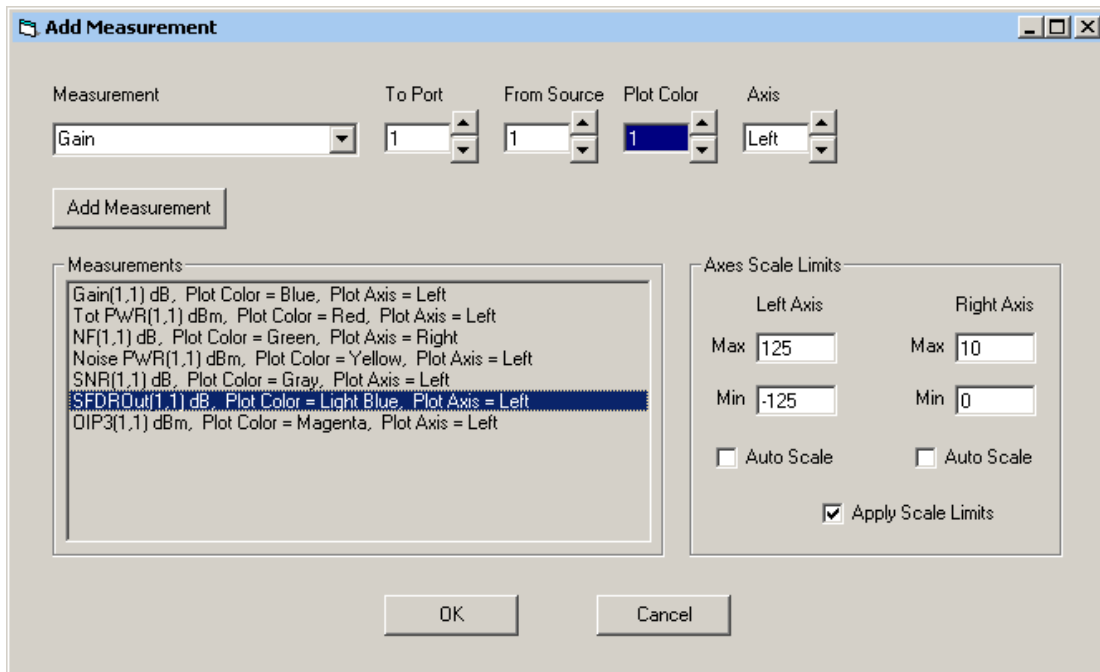 Add Measurement
Measurement To Port From Source Plot Color Axis
Gain 1 1 1 Left
Add Measurement
Measurements
Gain(1,1) dB,  Plot Color = Blue,  Plot Axis = Left
Tot PWR(1,1) dBm,  Plot Color = Red,  Plot Axis = Left
NF(1,1) dB,  Plot Color = Green,  Plot Axis = Right
Noise PWR(1,1) dBm,  Plot Color = Yellow,  Plot Axis = Left
SNR(1,1) dB,  Plot Color = Gray,  Plot Axis = Left
SFDROut(1,1) dB,  Plot Color = Light Blue,  Plot Axis = Left
OIP3(1,1) dBm,  Plot Color = Magenta,  Plot Axis = Left
Axes Scale Limits
Left Axis Right Axis
Max 125 Max 10
Min -125 Min 0
Auto Scale Auto Scale
Apply Scale Limits
OK Cancel